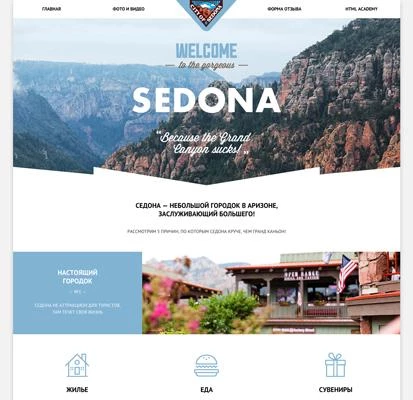 ГЛАВНАЯ ФОТО И ВИДЕО ФОРМА ОТЗЫВА HTML ACADEMY
WELCOME
— to the gorgeous —
SEDONA
“Because the Grand
Canyon sucks!”
СЕДОНА — НЕБОЛЬШОЙ ГОРОДОК В АРИЗОНЕ,
ЗАСЛУЖИВАЮЩИЙ БОЛЬШЕГО!
РАССМОТРИМ 5 ПРИЧИН, ПО КОТОРЫМ СЕДОНА КРУЧЕ, ЧЕМ ГРАНД КАНЬОН!
НАСТОЯЩИЙ
ГОРОДОК
— №1 —
СЕДОНА НЕ АТТРАКЦИОН ДЛЯ ТУРИСТОВ,
ТАМ ТЕЧЕТ СВОЯ ЖИЗНЬ
OPEN RANGE
ЖИЛЬЕ ЕДА СУВЕНИРЫ